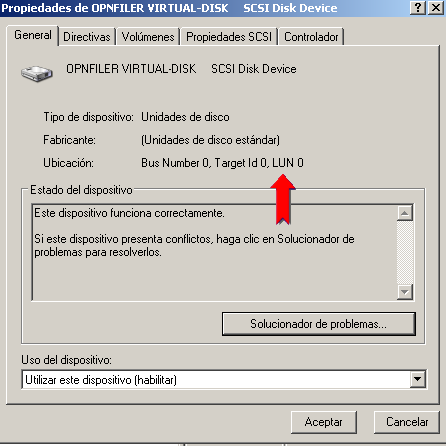 Propiedades de OPNFILER VIRTUAL-DISK SCSI Disk Device
General Directivas Volúmenes Propiedades SCSI Controlador
OPNFILER VIRTUAL-DISK SCSI Disk Device
Tipo de dispositivo: Unidades de disco
Fabricante: (Unidades de disco estándar)
Ubicación: Bus Number 0, Target Id 0, LUN 0
Estado del dispositivo
Este dispositivo funciona correctamente.
Si este dispositivo presenta conflictos, haga clic en Solucionador de
problemas para resolverlos.
Solucionador de problemas...
Uso del dispositivo:
Utilizar este dispositivo (habilitar)
Aceptar Cancelar